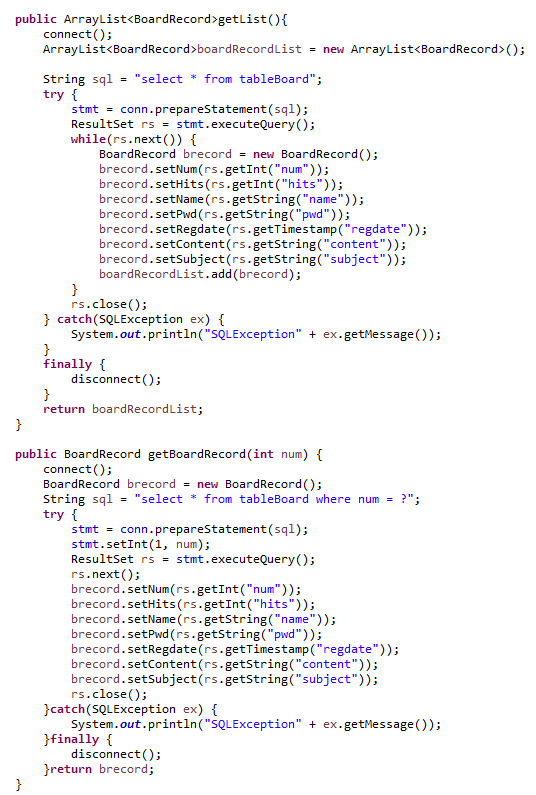 public ArrayList<BoardRecord>getList(){
    connect();
    ArrayList<BoardRecord>boardRecordList = new ArrayList<BoardRecord>();

    String sql = "select * from tableBoard";
    try {
        stmt = conn.prepareStatement(sql);
        ResultSet rs = stmt.executeQuery();
        while(rs.next()) {
            BoardRecord brecord = new BoardRecord();
            brecord.setNum(rs.getInt("num"));
            brecord.setHits(rs.getInt("hits"));
            brecord.setName(rs.getString("name"));
            brecord.setPwd(rs.getString("pwd"));
            brecord.setRegdate(rs.getTimestamp("regdate"));
            brecord.setContent(rs.getString("content"));
            brecord.setSubject(rs.getString("subject"));
            boardRecordList.add(brecord);
        }
        rs.close();
    } catch(SQLException ex) {
        System.out.println("SQLException" + ex.getMessage());
    }
    finally {
        disconnect();
    }
    return boardRecordList;
}

public BoardRecord getBoardRecord(int num) {
    connect();
    BoardRecord brecord = new BoardRecord();
    String sql = "select * from tableBoard where num = ?";
    try {
        stmt = conn.prepareStatement(sql);
        stmt.setInt(1, num);
        ResultSet rs = stmt.executeQuery();
        rs.next();
        brecord.setNum(rs.getInt("num"));
        brecord.setHits(rs.getInt("hits"));
        brecord.setName(rs.getString("name"));
        brecord.setPwd(rs.getString("pwd"));
        brecord.setRegdate(rs.getTimestamp("regdate"));
        brecord.setContent(rs.getString("content"));
        brecord.setSubject(rs.getString("subject"));
        rs.close();
    }catch(SQLException ex) {
        System.out.println("SQLException" + ex.getMessage());
    }finally {
        disconnect();
    }return brecord;
}